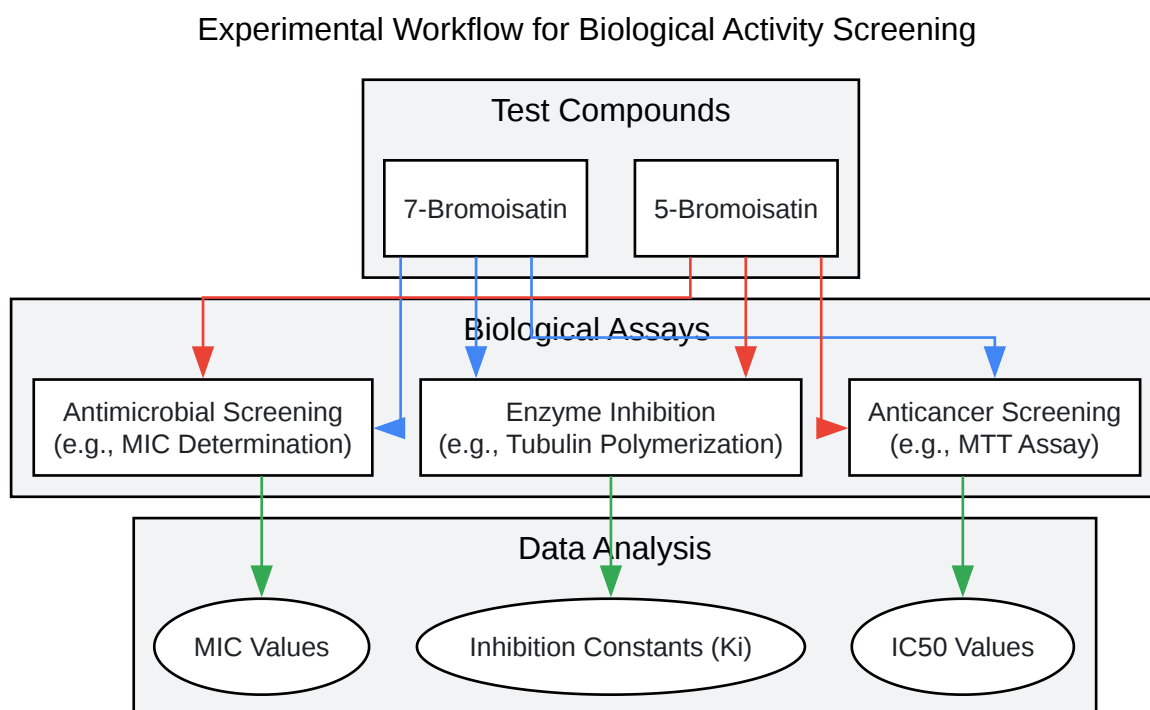 Experimental Workflow for Biological Activity Screening
Test Compounds
7-Bromoisatin
5-Bromoisatin
Biological Assays
Antimicrobial Screening
(e.g., MIC Determination)
Enzyme Inhibition
(e.g., Tubulin Polymerization)
Anticancer Screening
(e.g., MTT Assay)
Data Analysis
MIC Values
Inhibition Constants (Ki)
IC50 Values